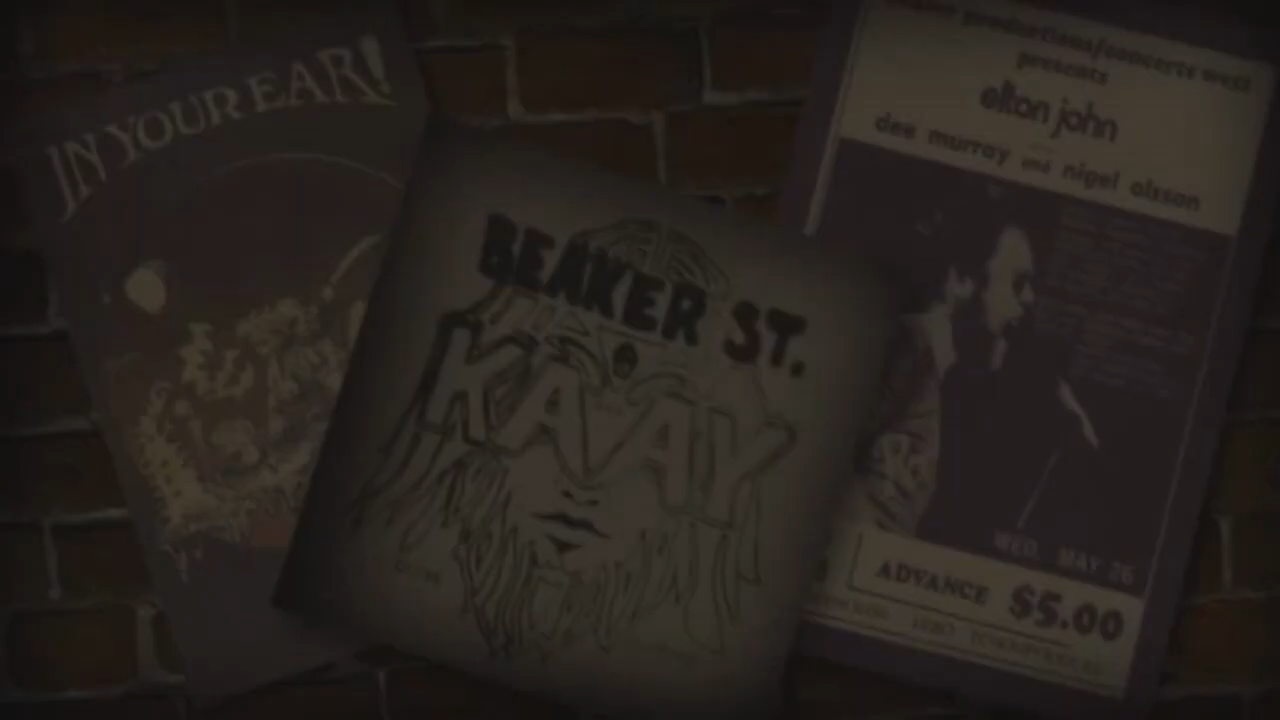 IN YOUR EAR!
BEAKER ST.
KAAY
presents
elton john
dee murray and nigel olsson
WED. MAY
ADVANCE $5.00